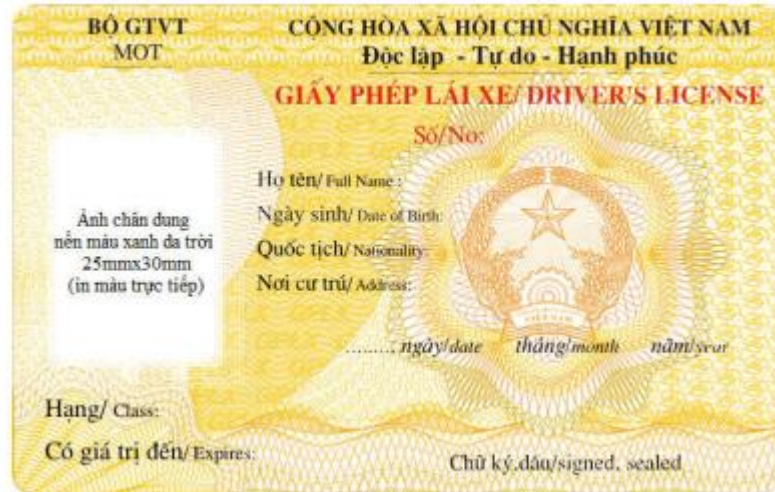 BỘ GTVT
MOT
CỘNG HÒA XÃ HỘI CHỦ NGHĨA VIỆT NAM
Độc lập - Tự do - Hạnh phúc
GIẤY PHÉP LÁI XE/ DRIVER'S LICENSE
Số/No:
Họ tên/ Full Name :
Ngày sinh/ Date of Birth:
Quốc tịch/ Nationality:
Nơi cư trú/ Address:
Ảnh chân dung
nền màu xanh da trời
25mmx30mm
(in màu trực tiếp)
VIỆT NAM
........, ngày/date tháng/month năm/year
Hạng/ Class:
Có giá trị đến/ Expires:
Chữ ký,dấu/signed, sealed